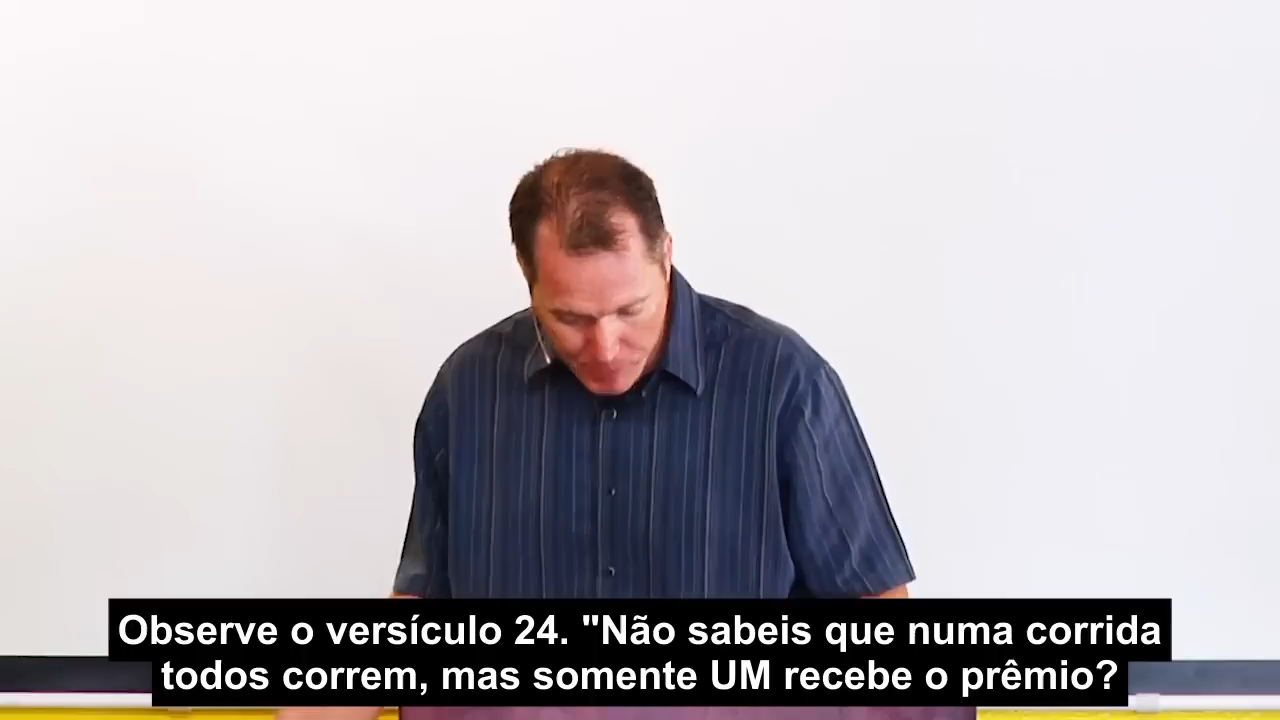 Observe o versículo 24. "Não sabeis que numa corrida
todos correm, mas somente UM recebe o prêmio?